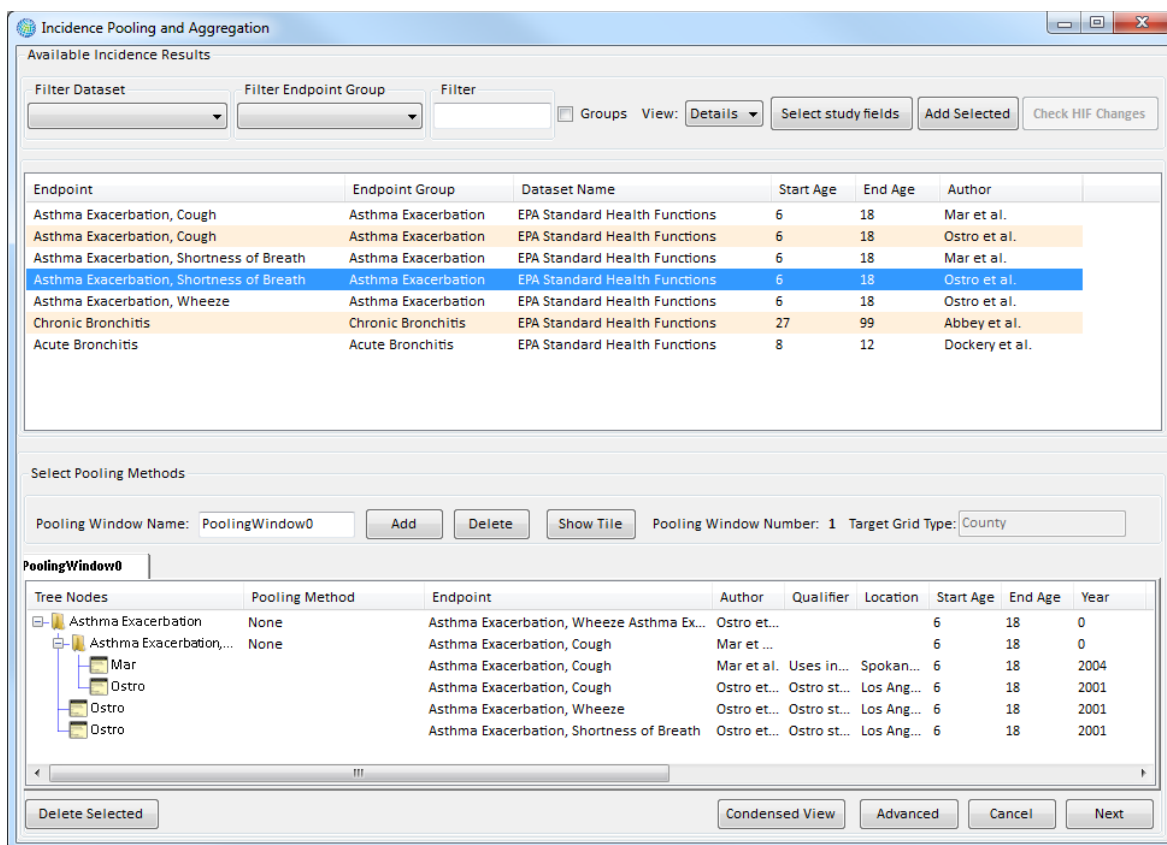 Incidence Pooling and Aggregation
Available Incidence Results
Filter Dataset Filter Endpoint Group Filter
Groups View: Details Select study fields Add Selected Check HIF Changes
Endpoint Endpoint Group Dataset Name Start Age End Age Author
Asthma Exacerbation, Cough Asthma Exacerbation EPA Standard Health Functions 6 18 Mar et al.
Asthma Exacerbation, Cough Asthma Exacerbation EPA Standard Health Functions 6 18 Ostro et al.
Asthma Exacerbation, Shortness of Breath Asthma Exacerbation EPA Standard Health Functions 6 18 Mar et al.
Asthma Exacerbation, Shortness of Breath Asthma Exacerbation EPA Standard Health Functions 6 18 Ostro et al.
Asthma Exacerbation, Wheeze Asthma Exacerbation EPA Standard Health Functions 6 18 Ostro et al.
Chronic Bronchitis Chronic Bronchitis EPA Standard Health Functions 27 99 Abbey et al.
Acute Bronchitis Acute Bronchitis EPA Standard Health Functions 8 12 Dockery et al.
Select Pooling Methods
Pooling Window Name: PoolingWindow0 Add Delete Show Tile Pooling Window Number: 1 Target Grid Type: County
PoolingWindow0
Tree Nodes Pooling Method Endpoint Author Qualifier Location Start Age End Age Year
Asthma Exacerbation None Asthma Exacerbation, Wheeze Asthma Ex... Ostro et... 6 18 0
Asthma Exacerbation,... None Asthma Exacerbation, Cough Mar et ... 6 18 0
Mar Asthma Exacerbation, Cough Mar et al. Uses in... Spokan... 6 18 2004
Ostro Asthma Exacerbation, Cough Ostro et... Ostro st... Los Ang... 6 18 2001
Ostro Asthma Exacerbation, Wheeze Ostro et... Ostro st... Los Ang... 6 18 2001
Ostro Asthma Exacerbation, Shortness of Breath Ostro et... Ostro st... Los Ang... 6 18 2001
Delete Selected Condensed View Advanced Cancel Next